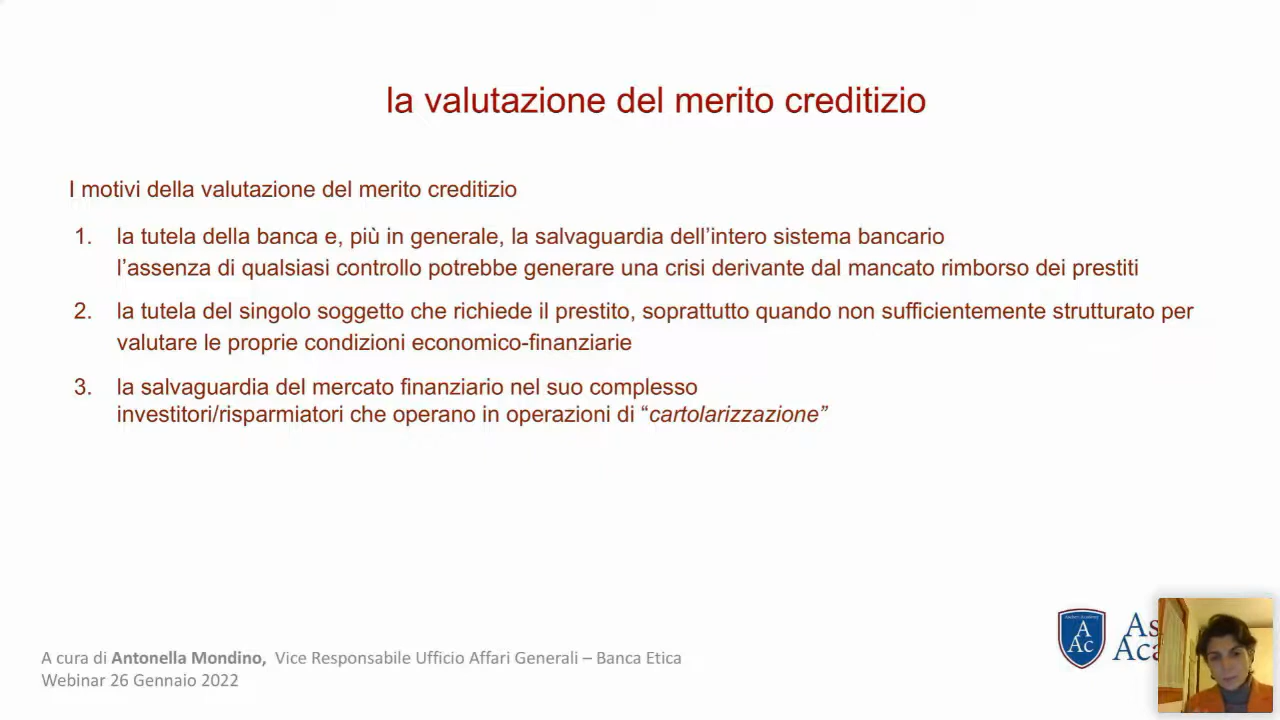 la valutazione del merito creditizio
I motivi della valutazione del merito creditizio
1. la tutela della banca e, più in generale, la salvaguardia dell’intero sistema bancario
l’assenza di qualsiasi controllo potrebbe generare una crisi derivante dal mancato rimborso dei prestiti
2. la tutela del singolo soggetto che richiede il prestito, soprattutto quando non sufficientemente strutturato per
valutare le proprie condizioni economico-finanziarie
3. la salvaguardia del mercato finanziario nel suo complesso
investitori/risparmiatori che operano in operazioni di “cartolarizzazione”
A cura di Antonella Mondino, Vice Responsabile Ufficio Affari Generali – Banca Etica
Webinar 26 Gennaio 2022
A
Ac